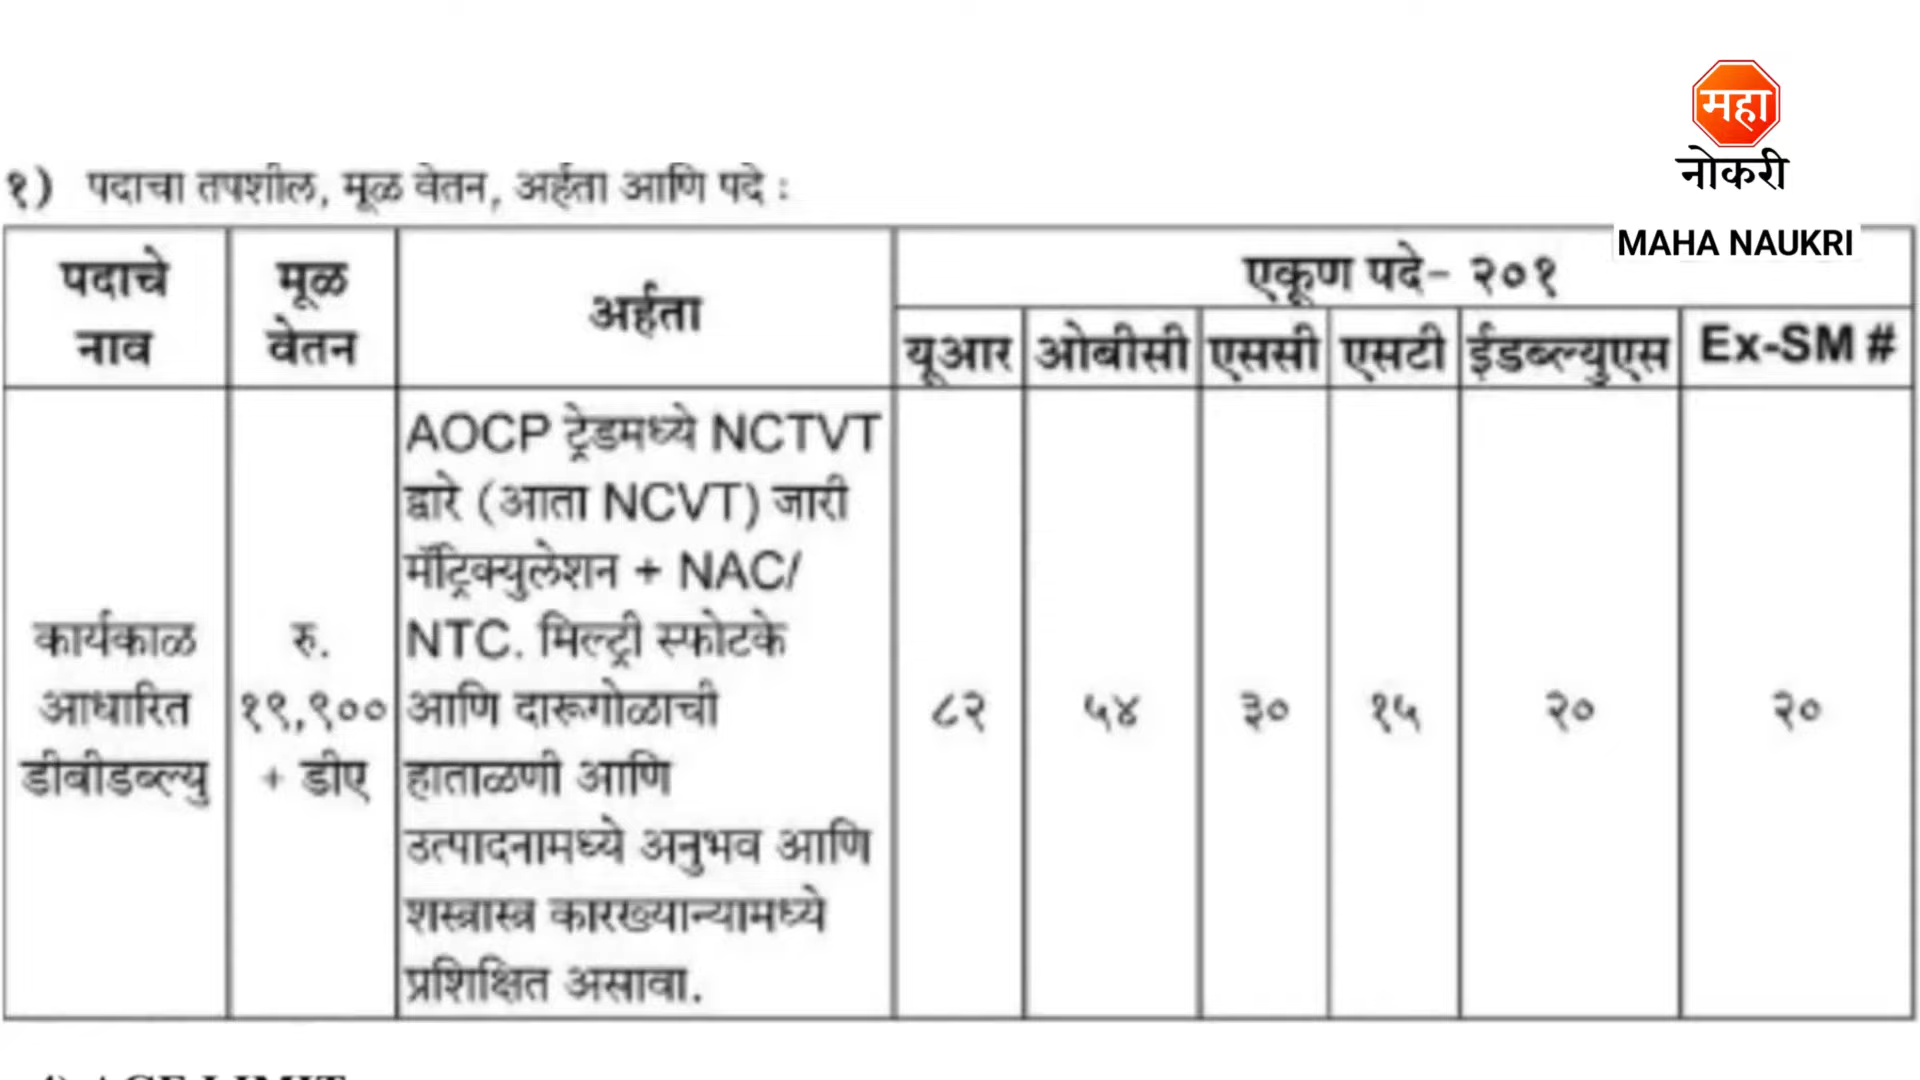 महा
नोकरी
MAHA NAUKRI
१) पदाचा तपशील, मूळ वेतन, अर्हता आणि पदे :
पदाचे
नाव
मूळ
वेतन
अर्हता
एकूण पदे- २०१
यूआर
ओबीसी
एससी
एसटी
ईडब्ल्युएस
Ex-SM #
कार्यकाळ
आधारित
डीबीडब्ल्यु
रु.
१९,९००
+ डीए
AOCP ट्रेडमध्ये NCTVT
द्वारे (आता NCVT) जारी
मॅट्रिक्युलेशन + NAC/
NTC. मिल्ट्री स्फोटके
आणि दारूगोळाची
हाताळणी आणि
उत्पादनामध्ये अनुभव आणि
शस्त्रास्त्र कारख्यान्यामध्ये
प्रशिक्षित असावा.
८२
५४
३०
१५
२०
२०
AGE LIMIT